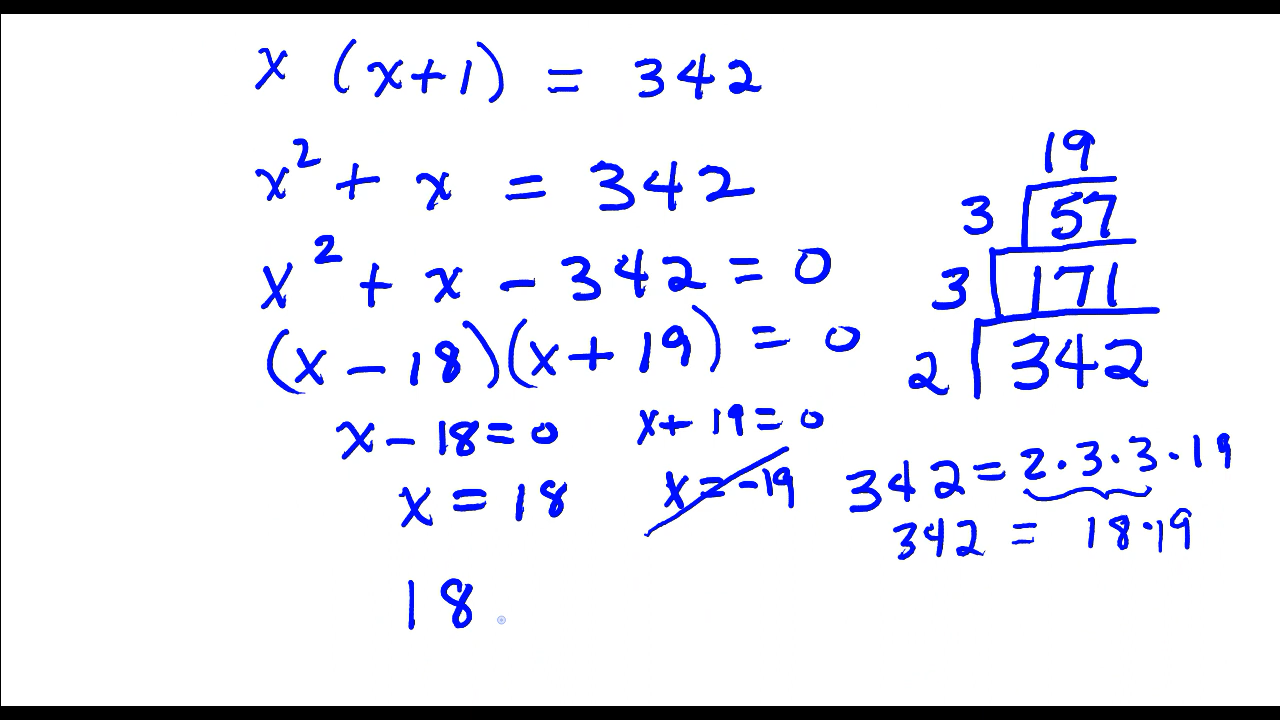 x (x+1) = 342
x² + x = 342
x² + x - 342 = 0
(x - 18)(x + 19) = 0
x - 18 = 0
x + 19 = 0
x = 18
x = -19
18
19
3 57
3 171
2 342
342 = 2·3·3·19
342 = 18·19